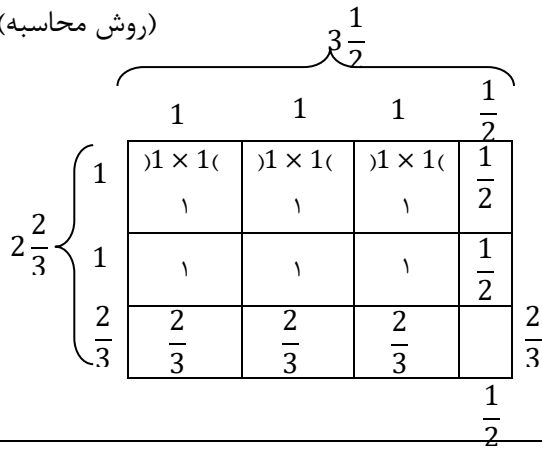 (روش محاسبه)
3 1/2
1 1 1 1/2
1 )1 × 1( )1 × 1( )1 × 1( 1/2
۱ ۱ ۱
2 2/3
1 ۱ ۱ ۱ 1/2
2/3 2/3 2/3 2/3 2/3
1/2